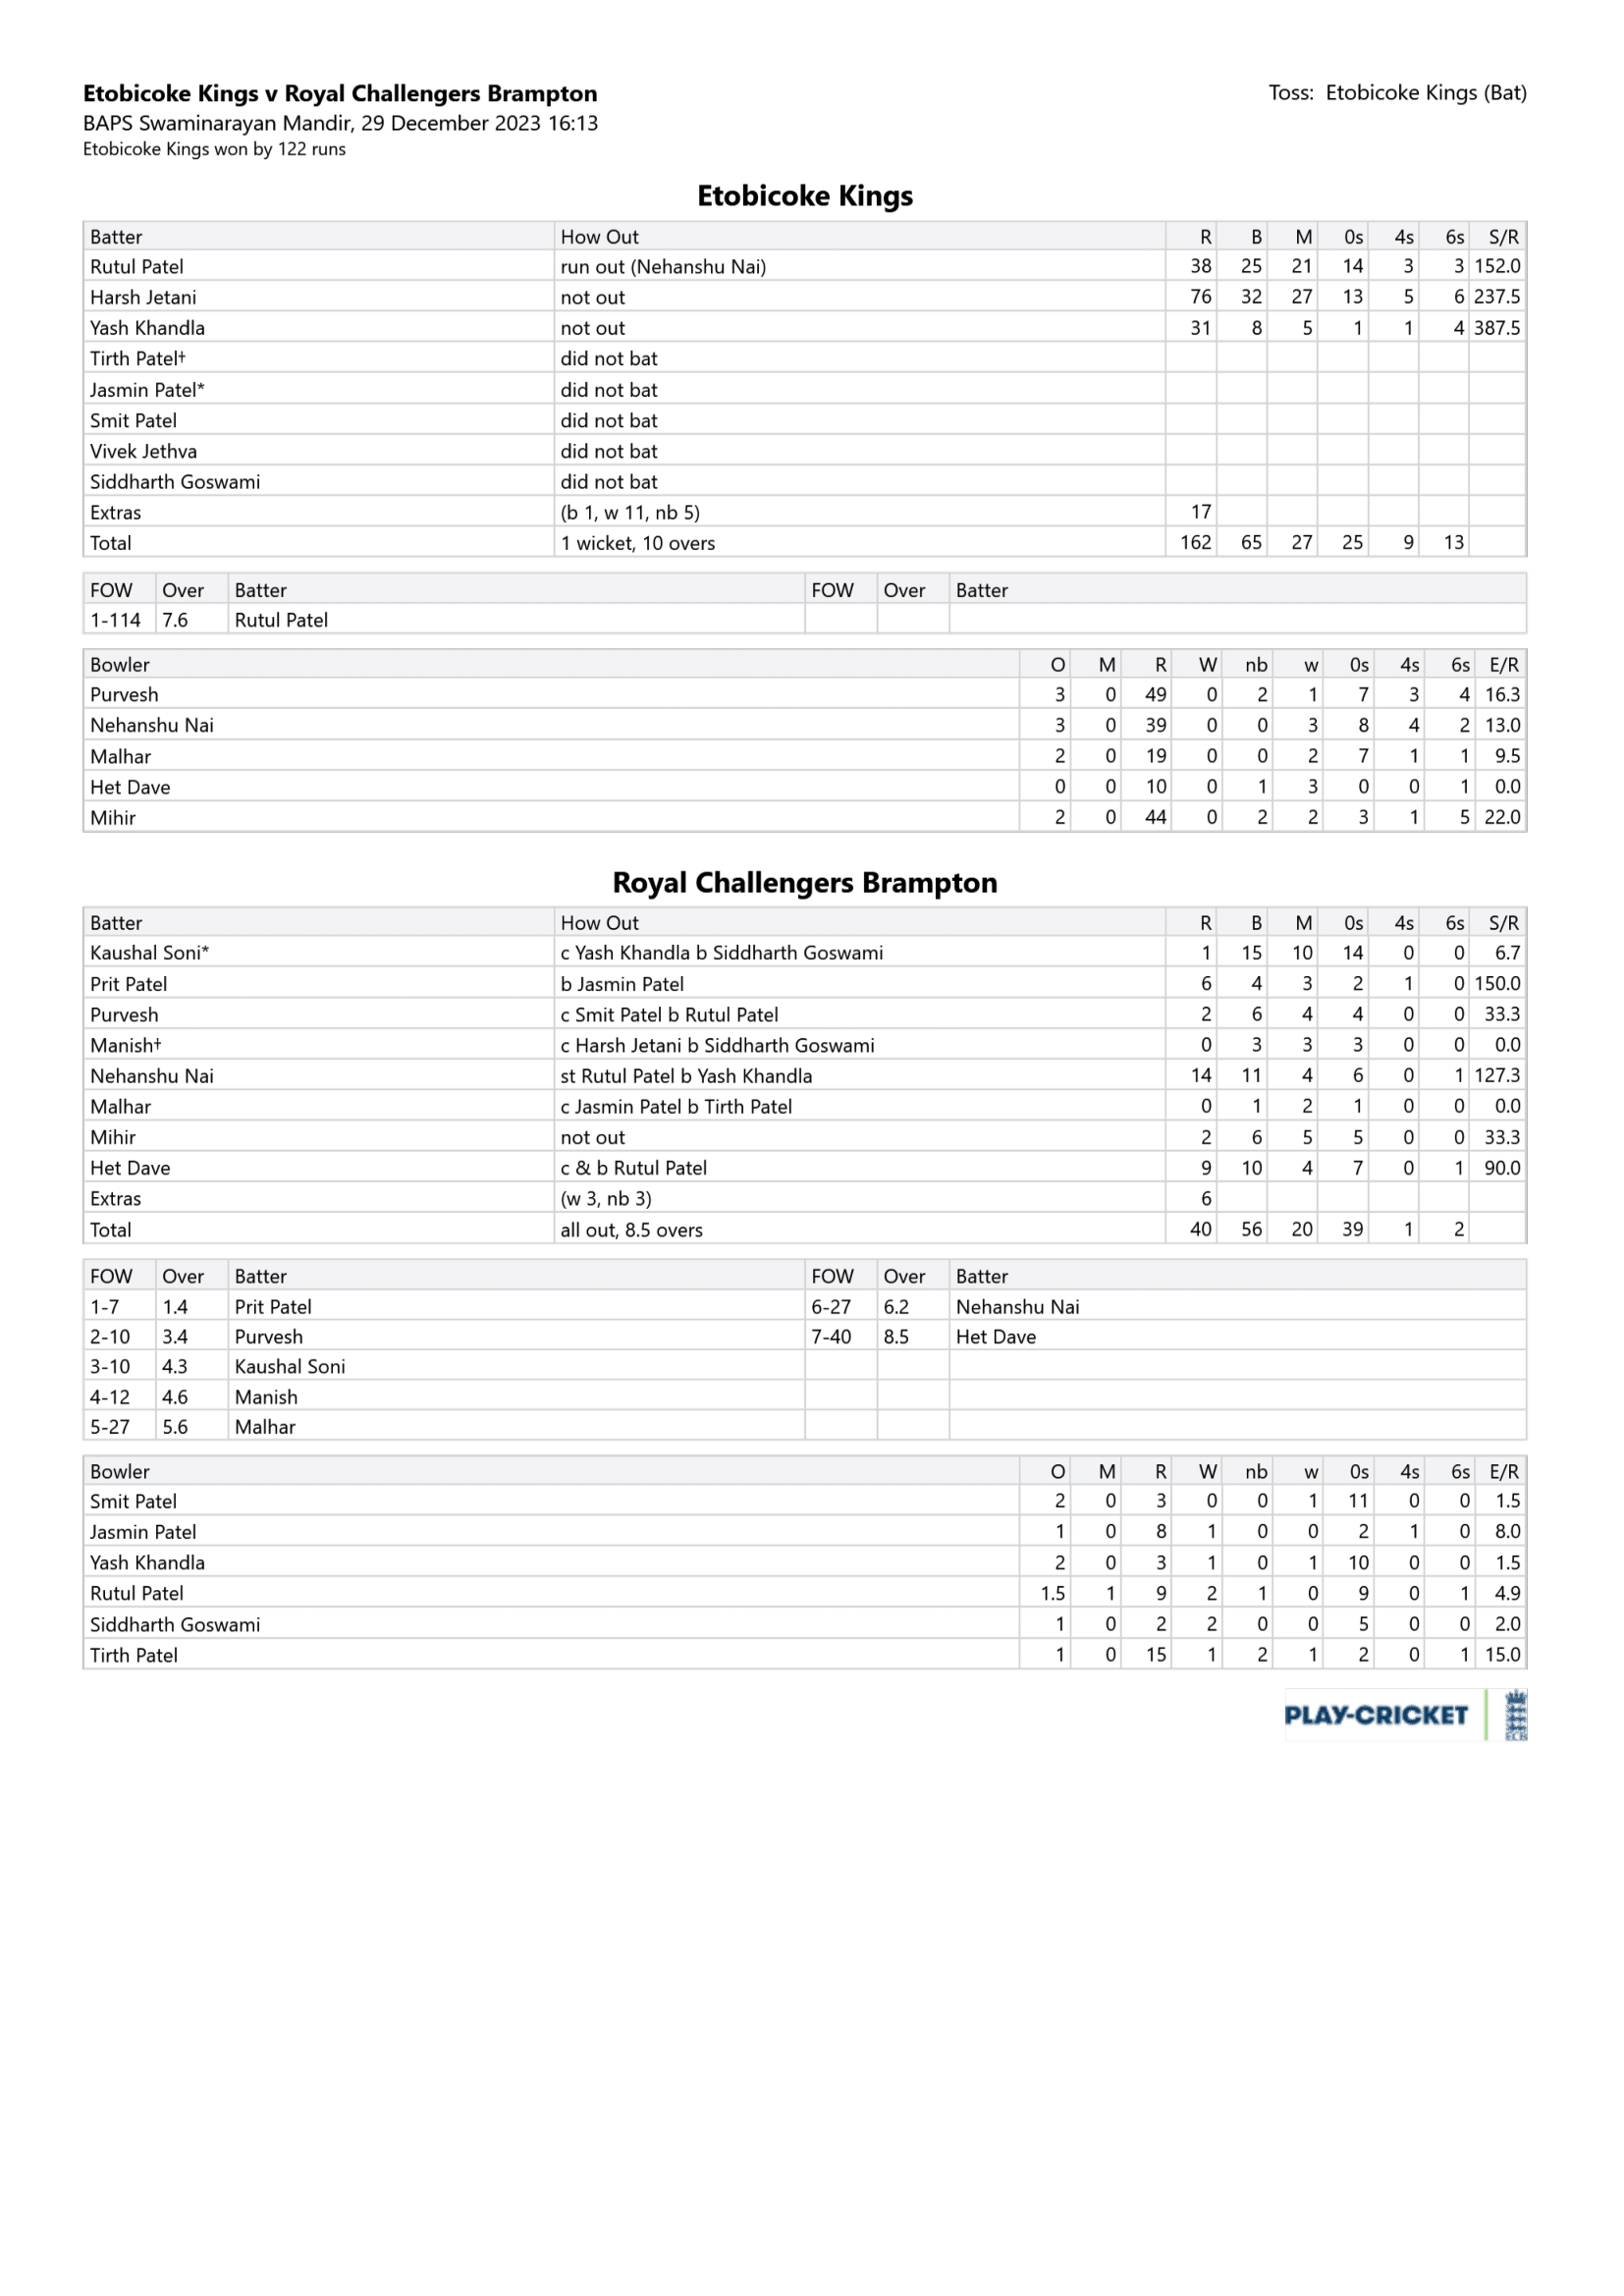 Etobicoke Kings v Royal Challengers Brampton
Toss: Etobicoke Kings (Bat)
BAPS Swaminarayan Mandir, 29 December 2023 16:13
Etobicoke Kings won by 122 runs
Etobicoke Kings
Batter How Out R B M 0s 4s 6s S/R
Rutul Patel run out (Nehanshu Nai) 38 25 21 14 3 3 152.0
Harsh Jetani not out 76 32 27 13 5 6 237.5
Yash Khandla not out 31 8 5 1 1 4 387.5
Tirth Patel† did not bat
Jasmin Patel* did not bat
Smit Patel did not bat
Vivek Jethva did not bat
Siddharth Goswami did not bat
Extras (b 1, w 11, nb 5) 17
Total 1 wicket, 10 overs 162 65 27 25 9 13
FOW Over Batter FOW Over Batter
1-114 7.6 Rutul Patel
Bowler O M R W nb w 0s 4s 6s E/R
Purvesh 3 0 49 0 2 1 7 3 4 16.3
Nehanshu Nai 3 0 39 0 0 3 8 4 2 13.0
Malhar 2 0 19 0 0 2 7 1 1 9.5
Het Dave 0 0 10 0 1 3 0 0 1 0.0
Mihir 2 0 44 0 2 2 3 1 5 22.0
Royal Challengers Brampton
Batter How Out R B M 0s 4s 6s S/R
Kaushal Soni* c Yash Khandla b Siddharth Goswami 1 15 10 14 0 0 6.7
Prit Patel b Jasmin Patel 6 4 3 2 1 0 150.0
Purvesh c Smit Patel b Rutul Patel 2 6 4 4 0 0 33.3
Manish† c Harsh Jetani b Siddharth Goswami 0 3 3 3 0 0 0.0
Nehanshu Nai st Rutul Patel b Yash Khandla 14 11 4 6 0 1 127.3
Malhar c Jasmin Patel b Tirth Patel 0 1 2 1 0 0 0.0
Mihir not out 2 6 5 5 0 0 33.3
Het Dave c & b Rutul Patel 9 10 4 7 0 1 90.0
Extras (w 3, nb 3) 6
Total all out, 8.5 overs 40 56 20 39 1 2
FOW Over Batter FOW Over Batter
1-7 1.4 Prit Patel 6-27 6.2 Nehanshu Nai
2-10 3.4 Purvesh 7-40 8.5 Het Dave
3-10 4.3 Kaushal Soni
4-12 4.6 Manish
5-27 5.6 Malhar
Bowler O M R W nb w 0s 4s 6s E/R
Smit Patel 2 0 3 0 0 1 11 0 0 1.5
Jasmin Patel 1 0 8 1 0 0 2 1 0 8.0
Yash Khandla 2 0 3 1 0 1 10 0 0 1.5
Rutul Patel 1.5 1 9 2 1 0 9 0 1 4.9
Siddharth Goswami 1 0 2 2 0 0 5 0 0 2.0
Tirth Patel 1 0 15 1 2 1 2 0 1 15.0
PLAY-CRICKET